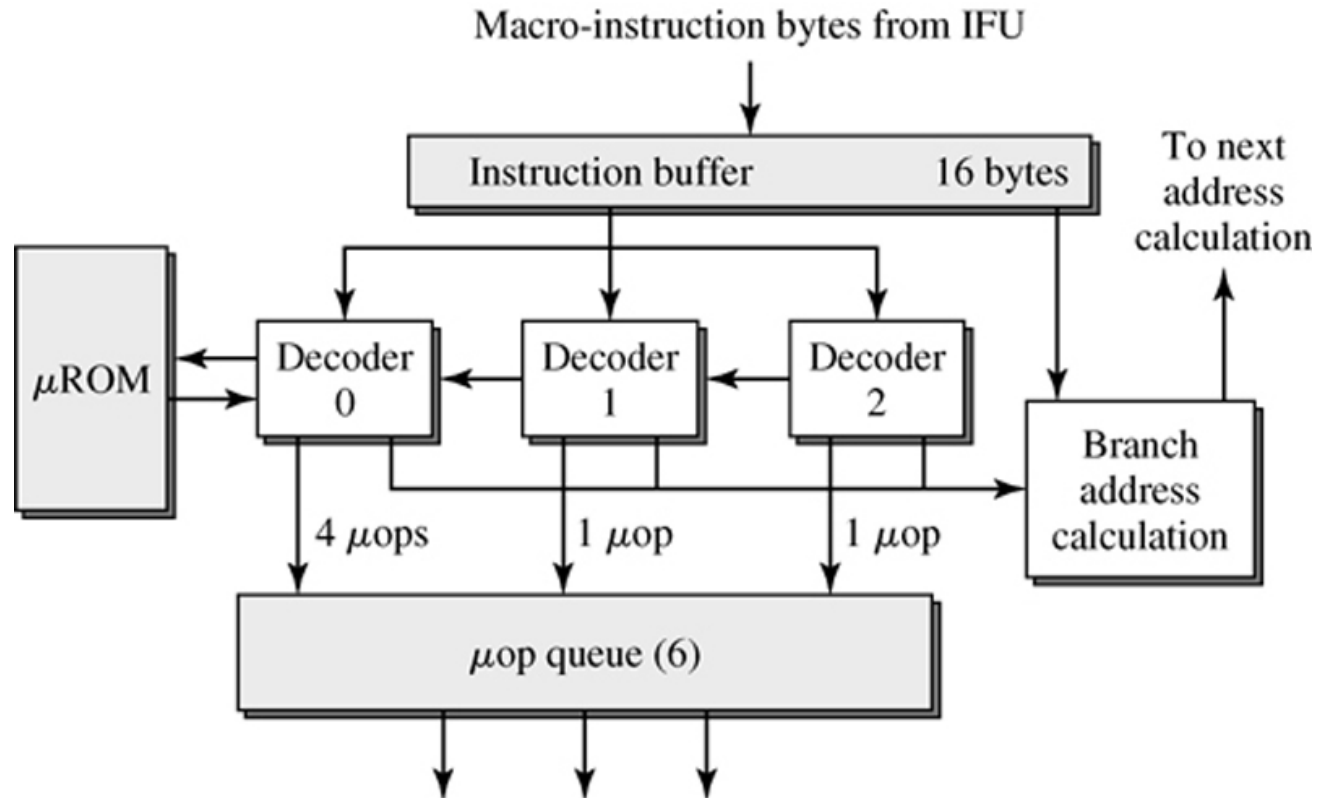 Macro-instruction bytes from IFU
Instruction buffer 16 bytes
To next
address
calculation
μROM
Decoder
0
Decoder
1
Decoder
2
Branch
address
calculation
4 μops
1 μop
1 μop
μop queue (6)